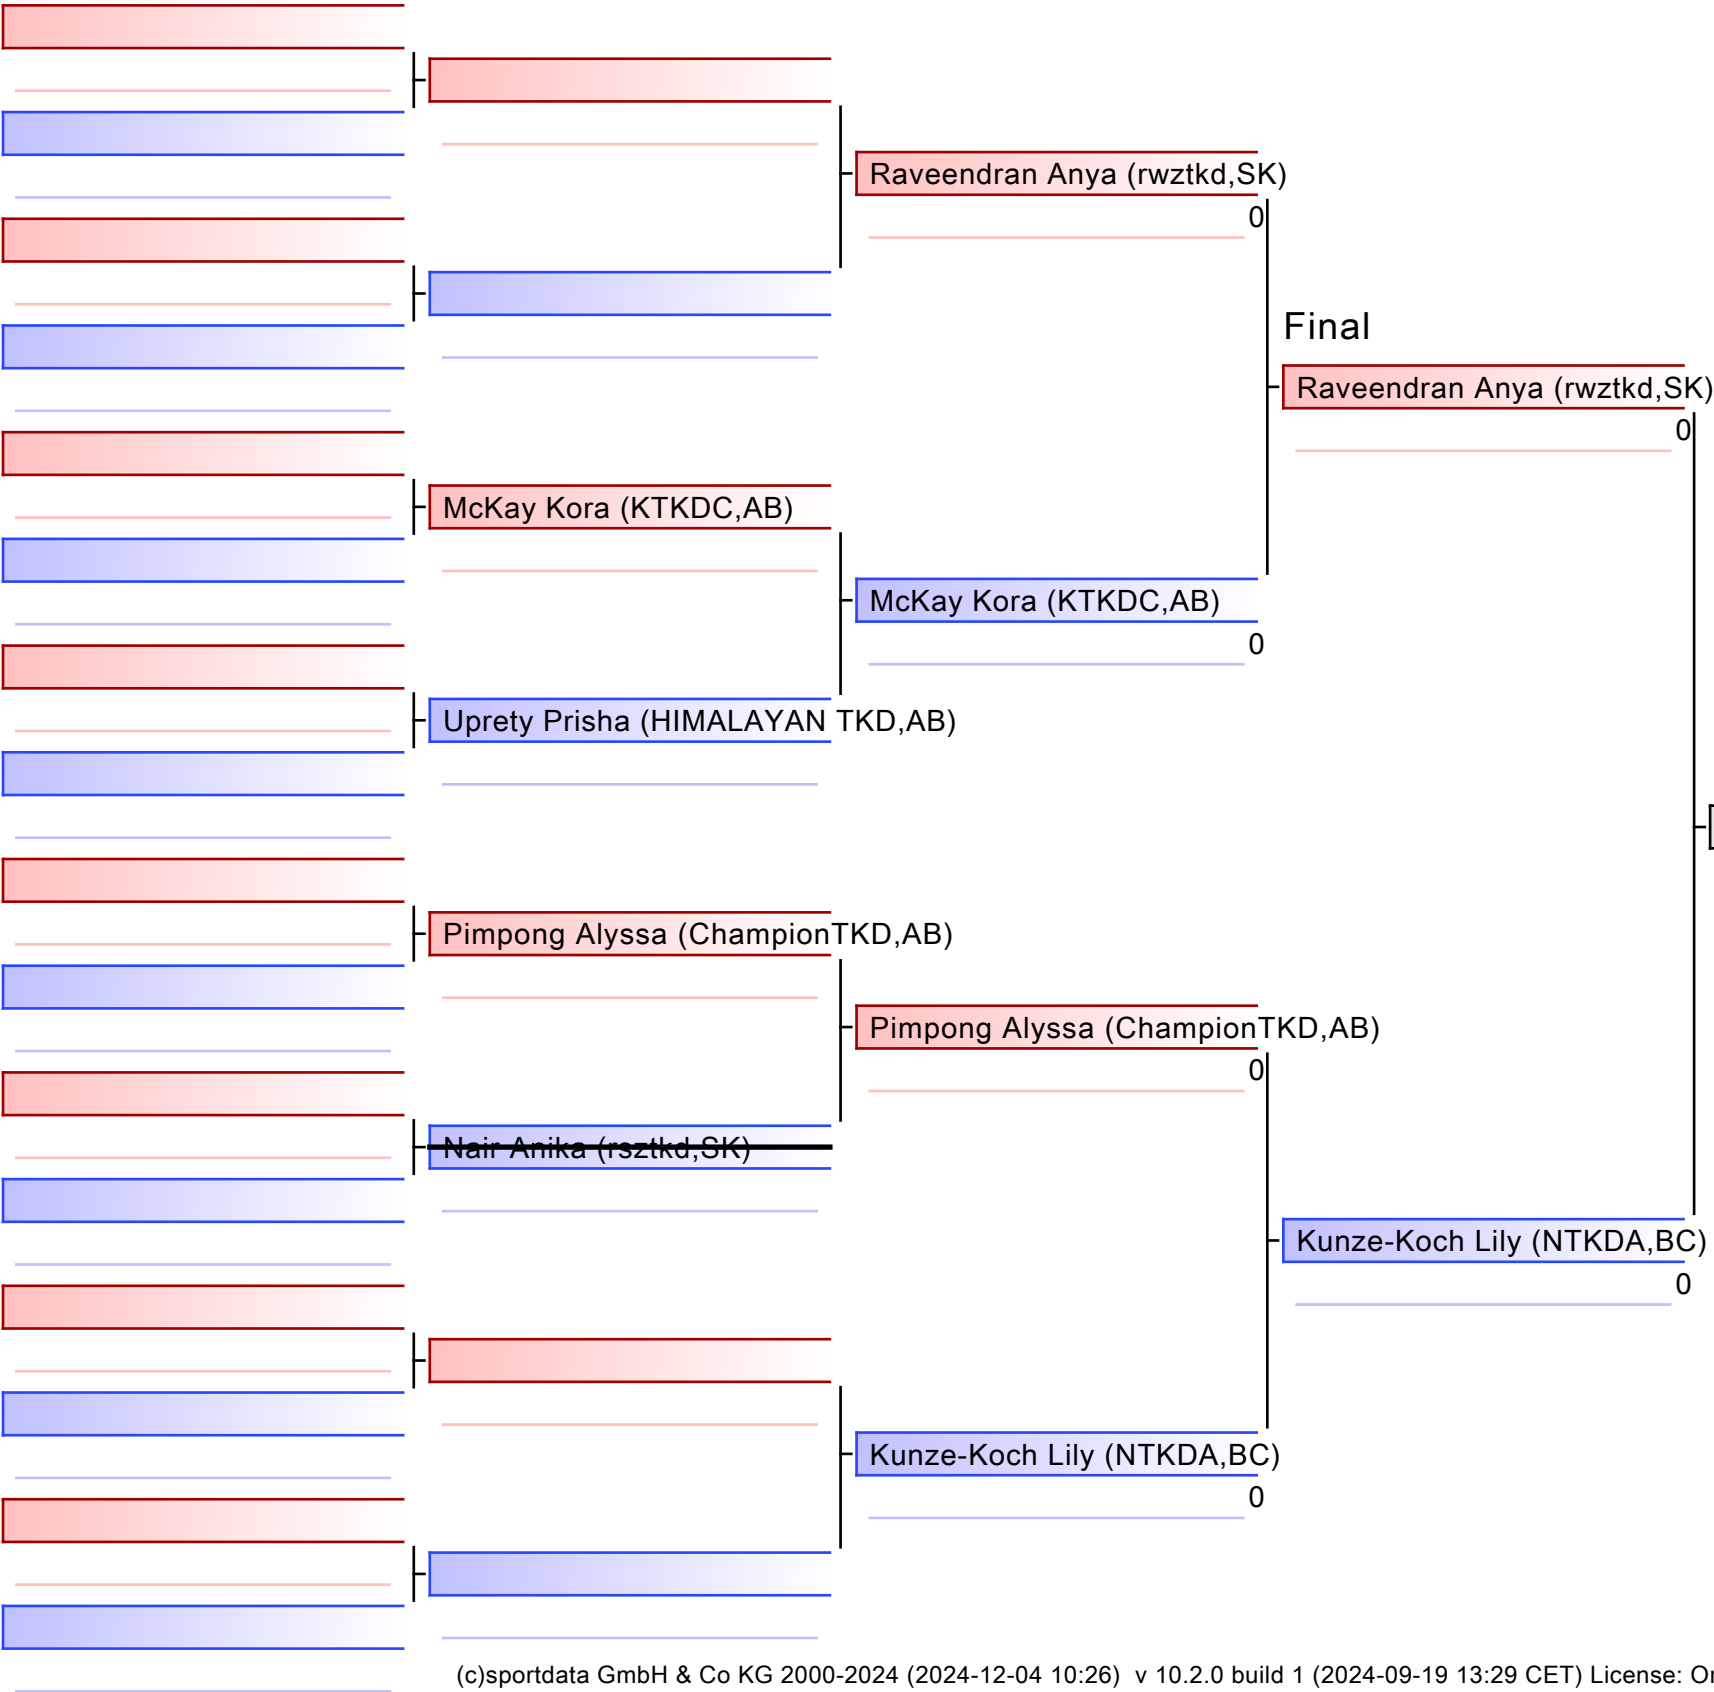 Raveendran Anya (rwztkd,SK)
0
Final
Raveendran Anya (rwztkd,SK)
0
McKay Kora (KTKDC,AB)
McKay Kora (KTKDC,AB)
0
Uprety Prisha (HIMALAYAN TKD,AB)
Pimpong Alyssa (ChampionTKD,AB)
Pimpong Alyssa (ChampionTKD,AB)
0
Nair Anika (rsztkd,SK)
Kunze-Koch Lily (NTKDA,BC)
0
Kunze-Koch Lily (NTKDA,BC)
0
(c)sportdata GmbH & Co KG 2000-2024 (2024-12-04 10:26) v 10.2.0 build 1 (2024-09-19 13:29 CET) License: